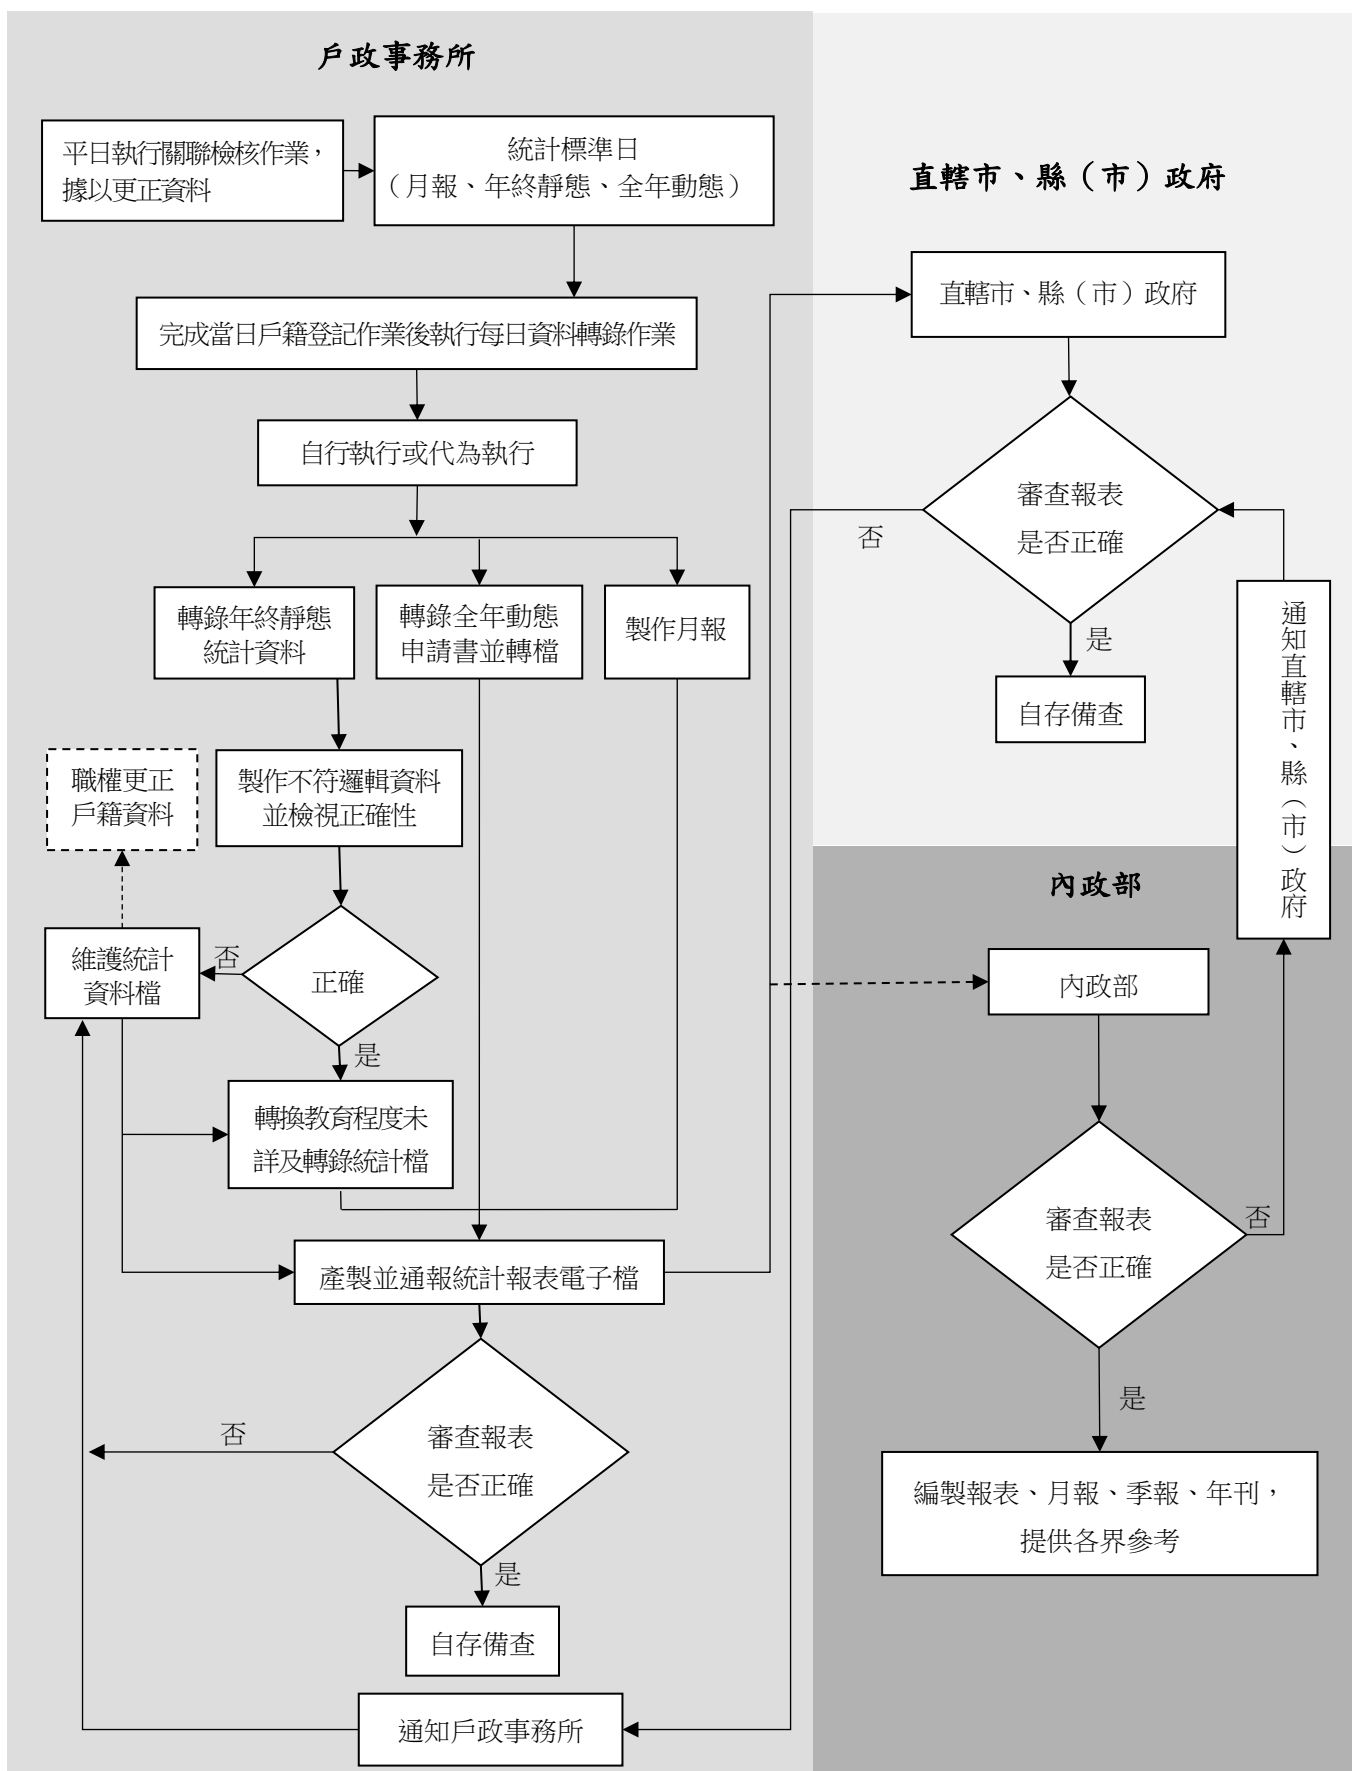 戶政事務所
平日執行關聯檢核作業，
據以更正資料
統計標準日
（月報、年終靜態、全年動態）
完成當日戶籍登記作業後執行每日資料轉錄作業
自行執行或代為執行
轉錄年終靜態
統計資料
轉錄全年動態
申請書並轉檔
製作月報
職權更正
戶籍資料
製作不符邏輯資料
並檢視正確性
維護統計
資料檔
否
正確
是
轉換教育程度未
詳及轉錄統計檔
產製並通報統計報表電子檔
否
審查報表
是否正確
是
自存備查
通知戶政事務所
直轄市、縣（市）政府
直轄市、縣（市）政府
審查報表
是否正確
否
是
自存備查
通知直轄市、縣（市）政府
內政部
內政部
審查報表
是否正確
否
是
編製報表、月報、季報、年刊，
提供各界參考